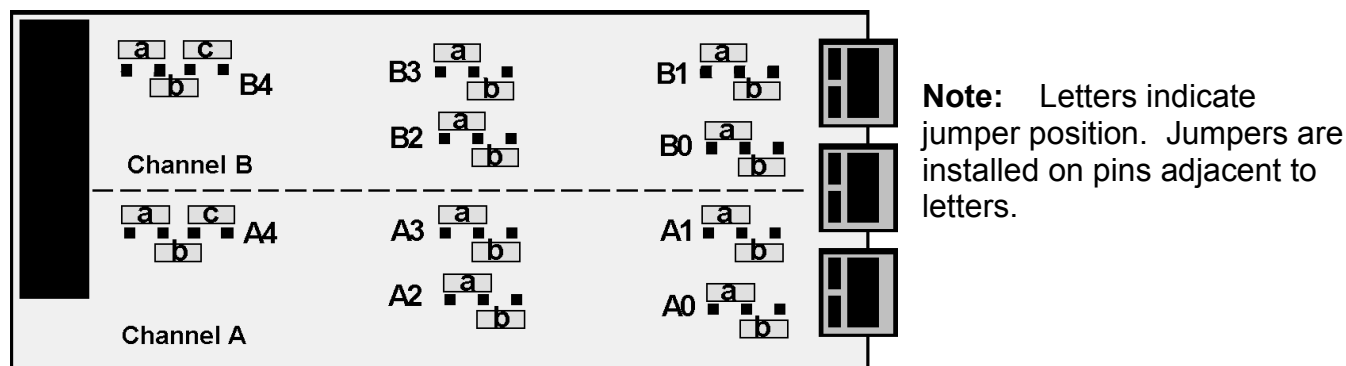 a c
b B4
B3 a
b
B1 a
b
B2 a
b
B0 a
b
Channel B
a c
b A4
A3 a
b
A1 a
b
A2 a
b
A0 a
b
Channel A
Note: Letters indicate
jumper position. Jumpers are
installed on pins adjacent to
letters.